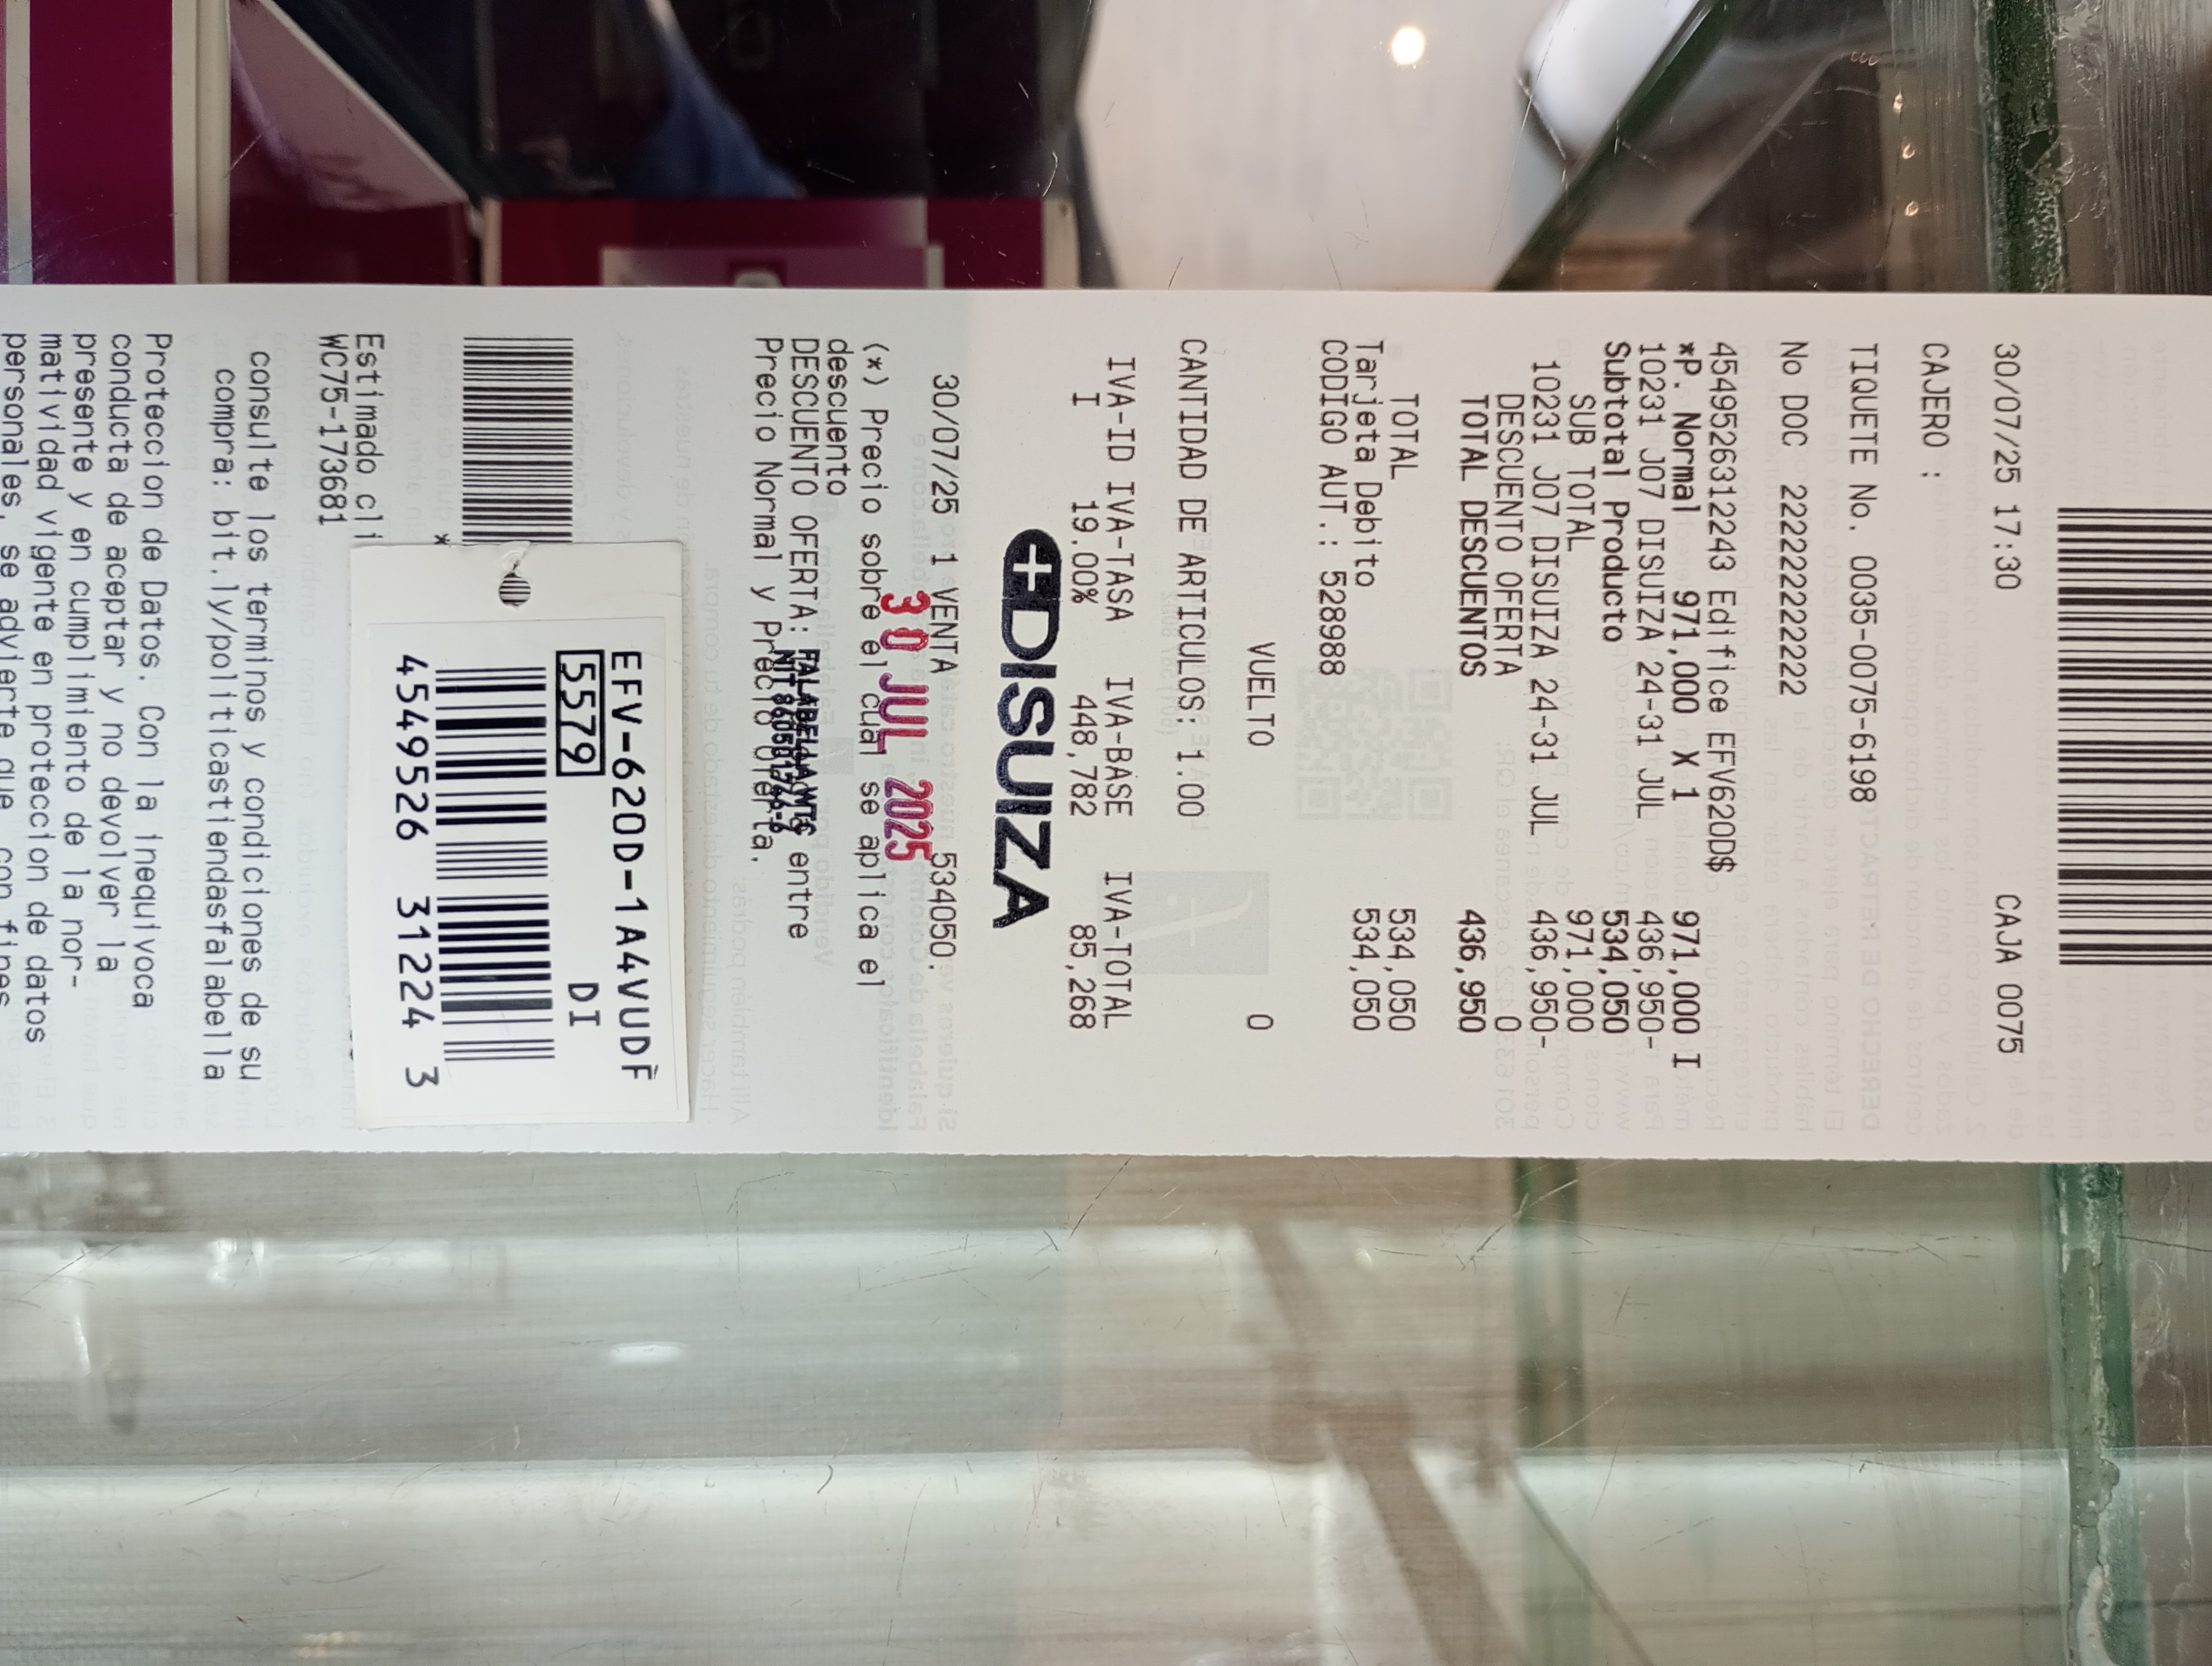 30/07/25 17:30 CAJA 0075
CAJERO :
TIQUETE No. 0035-0075-6198
No DOC 222222222222
4549526312243 Edifice EFV620D$
*P. Normal 971,000 X 1 971,000 I
10231 J07 DISUIZA 24-31 JUL 436,950-
Subtotal Producto 534,050
SUB TOTAL 971,000
10231 J07 DISUIZA 24-31 JUL 436,950-
DESCUENTO OFERTA 0
TOTAL DESCUENTOS 436,950
TOTAL 534,050
Tarjeta Debito 534,050
CODIGO AUT.: 528988
VUELTO 0
CANTIDAD DE ARTICULOS: 1.00
IVA-ID IVA-TASA IVA-BASE IVA-TOTAL
I 19.00% 448,782 85,268
+DISUIZA
30/07/25 1 VENTA 534050.
30 JUL 2025
(*) Precio sobre el cual se aplica el
descuento
DESCUENTO OFERTA: entre
Precio Normal y Precio Oferta.
EFV-620D-1A4VUDF
5579 DI
4549526 312243
*
Estimado cli
WC75-173681
consulte los terminos y condiciones de su
compra: bit.ly/politicastiendasfalabella
Proteccion de Datos. Con la inequivoca
conducta de aceptar y no devolver la
presente y en cumplimiento de la nor-
matividad vigente en proteccion de datos
personales, se advierte que, con fines